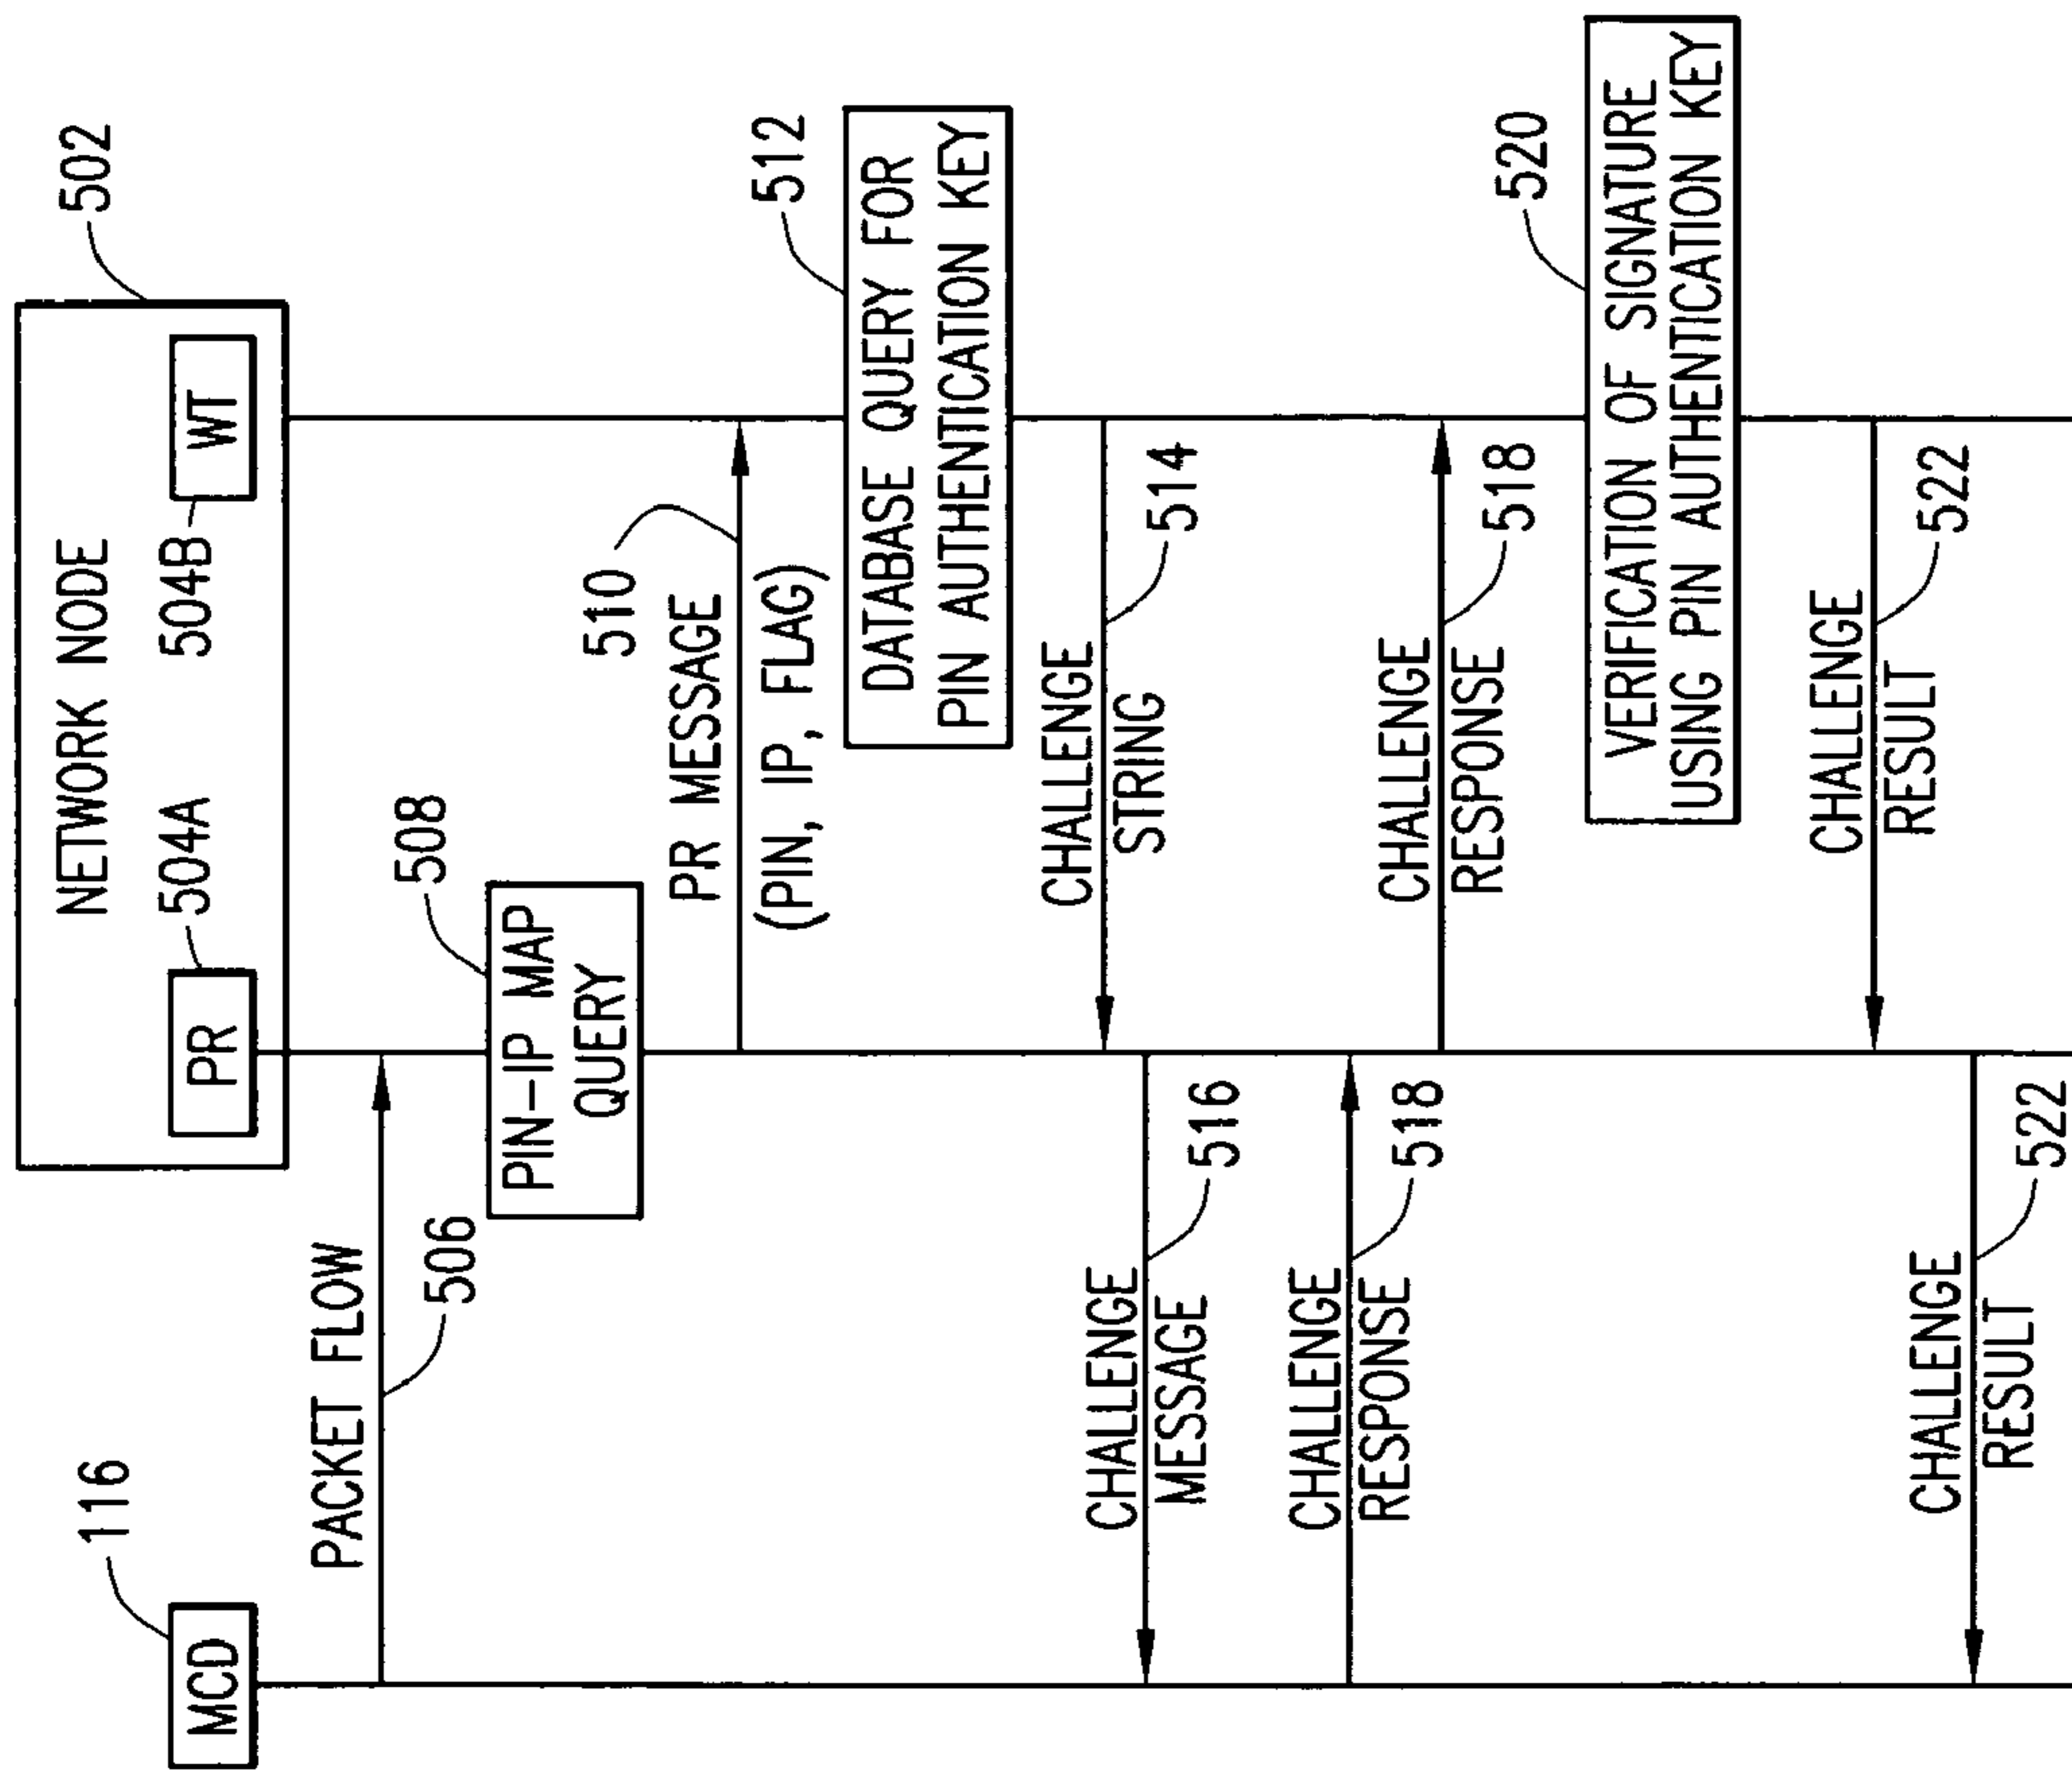 116
MCD
502
NETWORK NODE
504A
504B
PR
WT
PACKET FLOW
506
508
PIN-IP MAP
QUERY
510
PR MESSAGE
(PIN, IP, FLAG)
512
DATABASE QUERY FOR
PIN AUTHENTICATION KEY
CHALLENGE
STRING
514
CHALLENGE
MESSAGE
516
CHALLENGE
RESPONSE
518
CHALLENGE
RESPONSE
518
520
VERIFICATION OF SIGNATURE
USING PIN AUTHENTICATION KEY
CHALLENGE
RESULT
522
CHALLENGE
RESULT
522